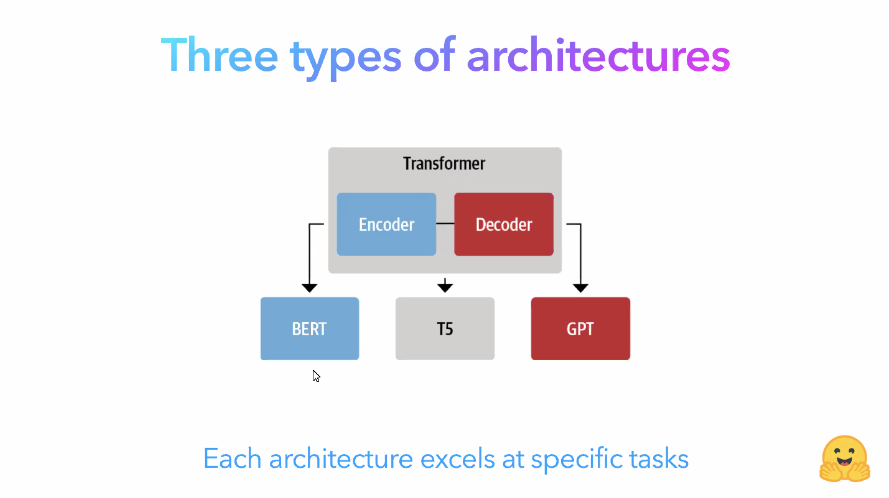 Three types of architectures
Transformer
Encoder
Decoder
BERT
T5
GPT
Each architecture excels at specific tasks